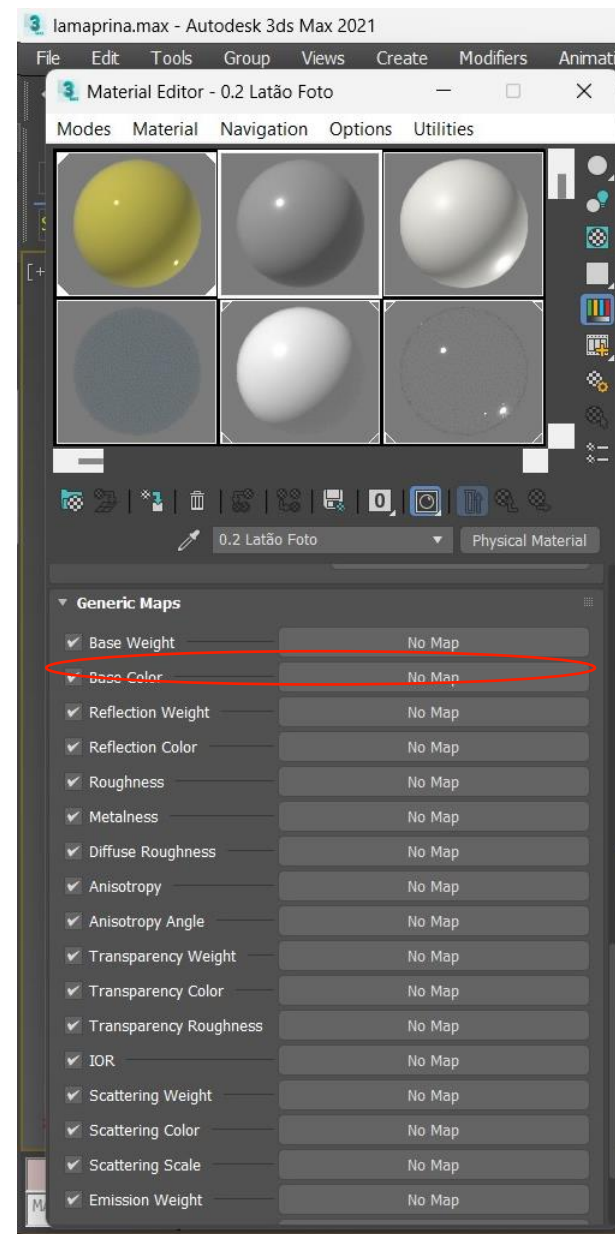 lamaprina.max - Autodesk 3ds Max 2021
File Edit Tools Group Views Create Modifiers Animati
Material Editor - 0.2 Latão Foto
Modes Material Navigation Options Utilities
[+
0
0.2 Latão Foto Physical Material
Generic Maps
Base Weight No Map
Base Color No Map
Reflection Weight No Map
Reflection Color No Map
Roughness No Map
Metalness No Map
Diffuse Roughness No Map
Anisotropy No Map
Anisotropy Angle No Map
Transparency Weight No Map
Transparency Color No Map
Transparency Roughness No Map
IOR No Map
Scattering Weight No Map
Scattering Color No Map
Scattering Scale No Map
Emission Weight No Map